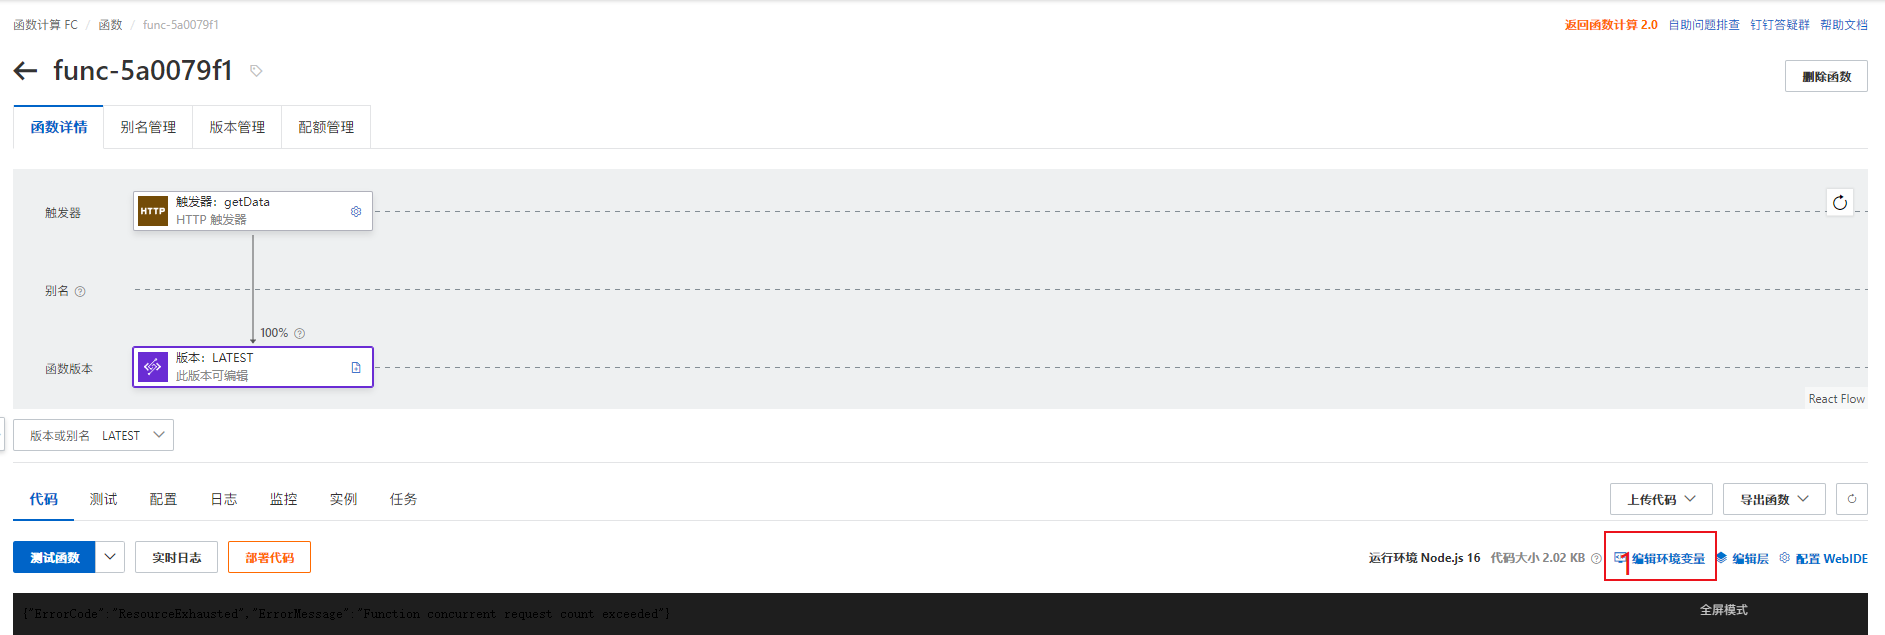 函数计算 FC / 函数 / func-5a0079f1
返回函数计算 2.0 自助问题排查 钉钉答疑群 帮助文档
func-5a0079f1
删除函数
函数详情 别名管理 版本管理 配额管理
触发器
HTTP
触发器: getData
HTTP 触发器
别名
100%
函数版本
版本: LATEST
此版本可编辑
React Flow
版本或别名 LATEST
代码 测试 配置 日志 监控 实例 任务
上传代码 导出函数
测试函数 实时日志 部署代码
运行环境 Node.js 16 代码大小 2.02 KB 1 编辑环境变量 编辑层 配置 WebIDE
{"ErrorCode":"ResourceExhausted","ErrorMessage":"Function concurrent request count exceeded"}
全屏模式